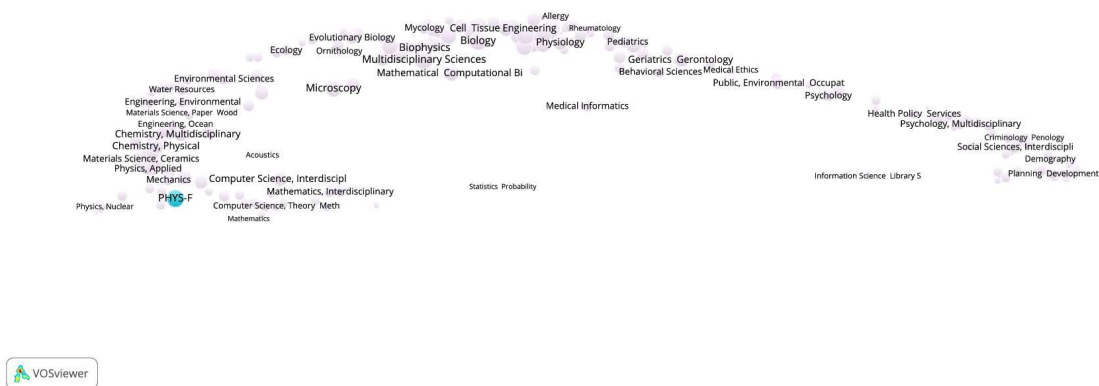 Allergy
Mycology Cell Tissue Engineering Rheumatology
Evolutionary Biology Biology Physiology Pediatrics
Ecology Ornithology Biophysics
Multidisciplinary Sciences Geriatrics Gerontology
Mathematical Computational Bi Behavioral Sciences Medical Ethics
Environmental Sciences Public, Environmental Occupat
Water Resources Microscopy Psychology
Engineering, Environmental Medical Informatics
Materials Science, Paper Wood Health Policy Services
Engineering, Ocean Psychology, Multidisciplinary
Chemistry, Multidisciplinary Criminology Penology
Chemistry, Physical Social Sciences, Interdiscipli
Materials Science, Ceramics Acoustics Demography
Physics, Applied Planning Development
Mechanics Computer Science, Interdiscipl Information Science Library S
Mathematics, Interdisciplinary Statistics Probability
PHYS-F
Physics, Nuclear Computer Science, Theory Meth
Mathematics
VOSviewer